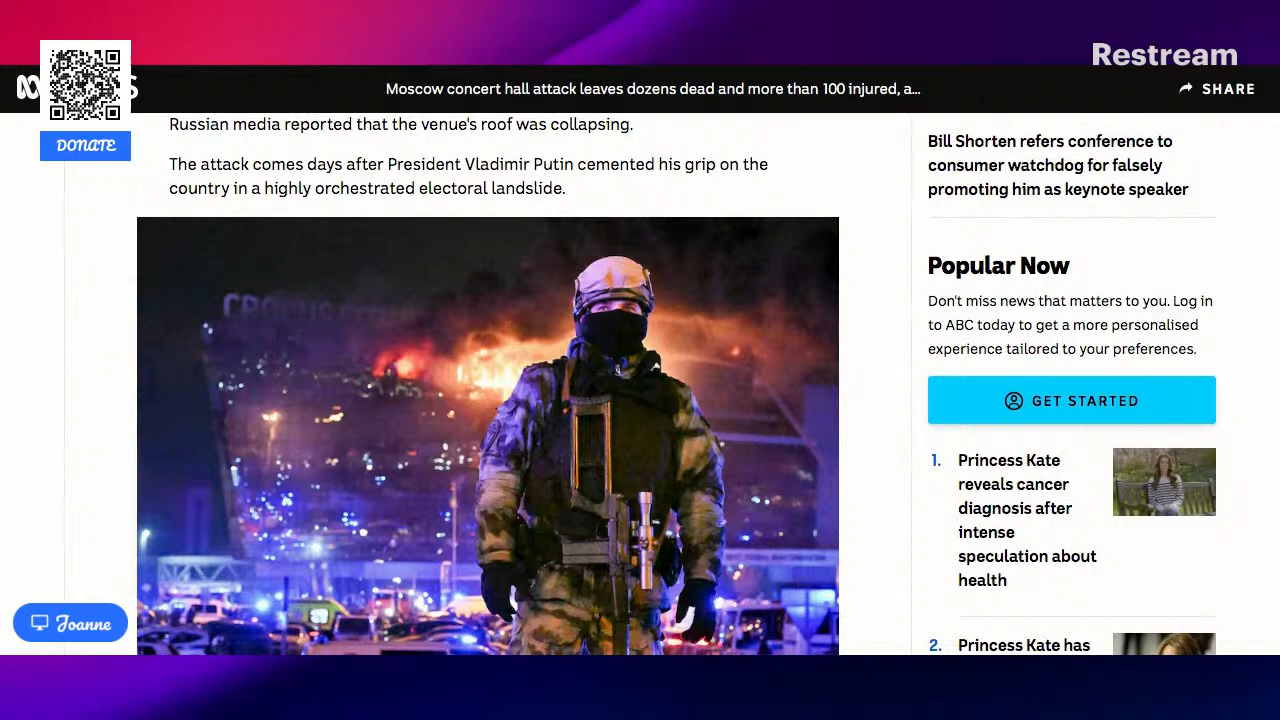 Restream
Moscow concert hall attack leaves dozens dead and more than 100 injured, a...
SHARE
DONATE
Russian media reported that the venue's roof was collapsing.
The attack comes days after President Vladimir Putin cemented his grip on the
country in a highly orchestrated electoral landslide.
CROCUS
Bill Shorten refers conference to
consumer watchdog for falsely
promoting him as keynote speaker
Popular Now
Don't miss news that matters to you. Log in
to ABC today to get a more personalised
experience tailored to your preferences.
GET STARTED
1. Princess Kate
reveals cancer
diagnosis after
intense
speculation about
health
2. Princess Kate has
Joanne